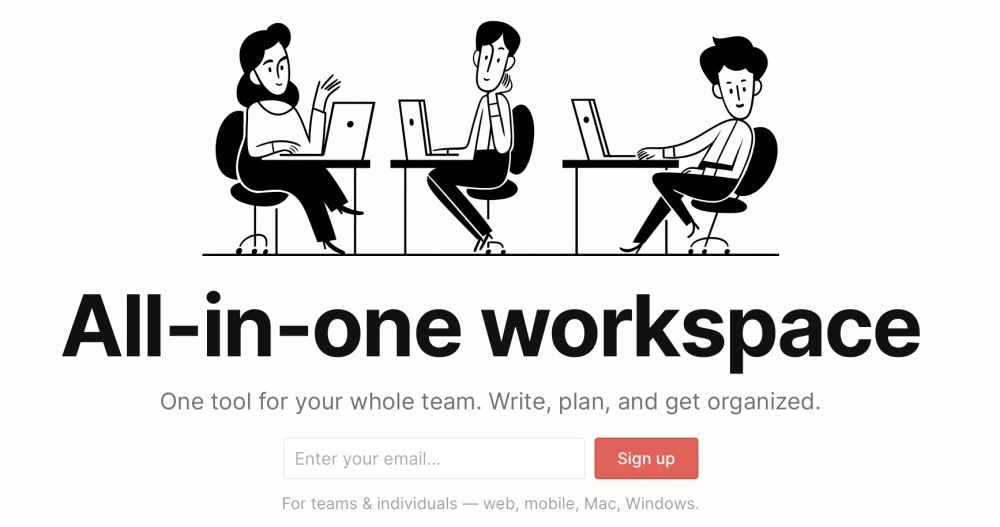 All-in-one workspace
One tool for your whole team. Write, plan, and get organized.
Enter your email...
Sign up
For teams & individuals — web, mobile, Mac, Windows.